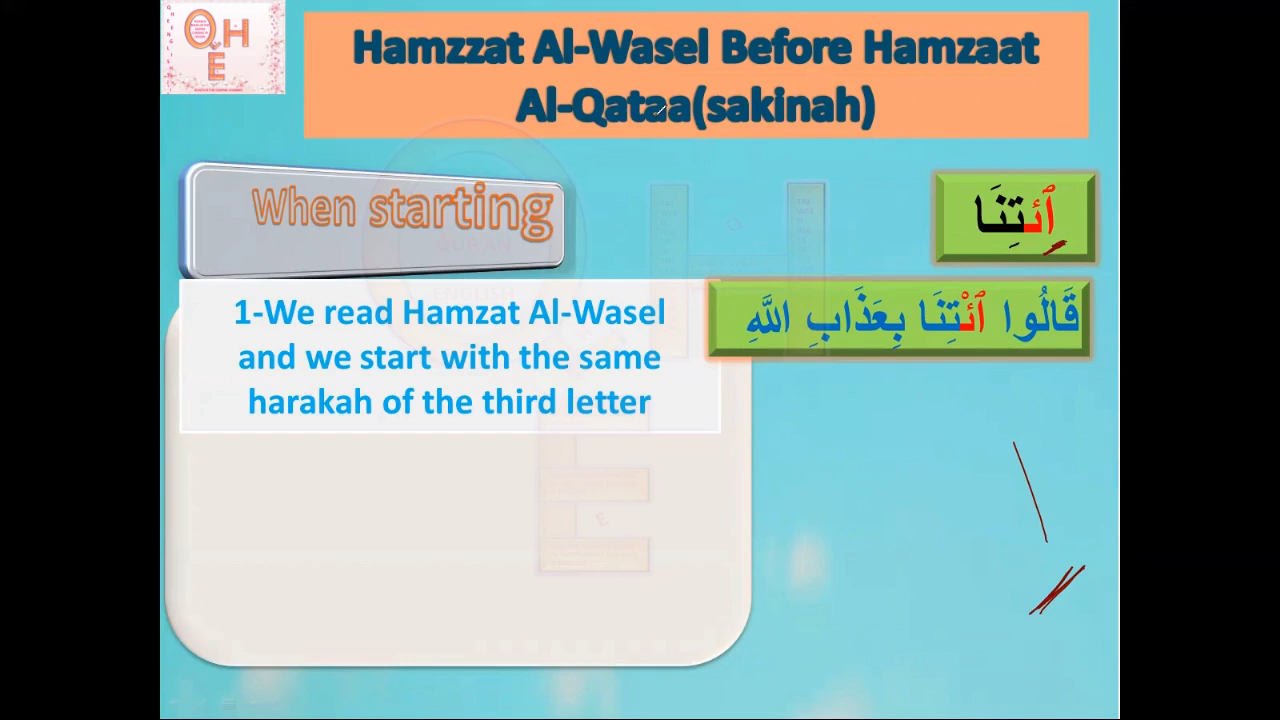 Hamzzat Al-Wasel Before Hamzaat
Al-Qataa(sakinah)
When starting
ٱئۡتِنَا
1-We read Hamzat Al-Wasel
and we start with the same
harakah of the third letter
قَالُوا ٱئْتِنَا بِعَذَابِ اللَّهِ
QHE